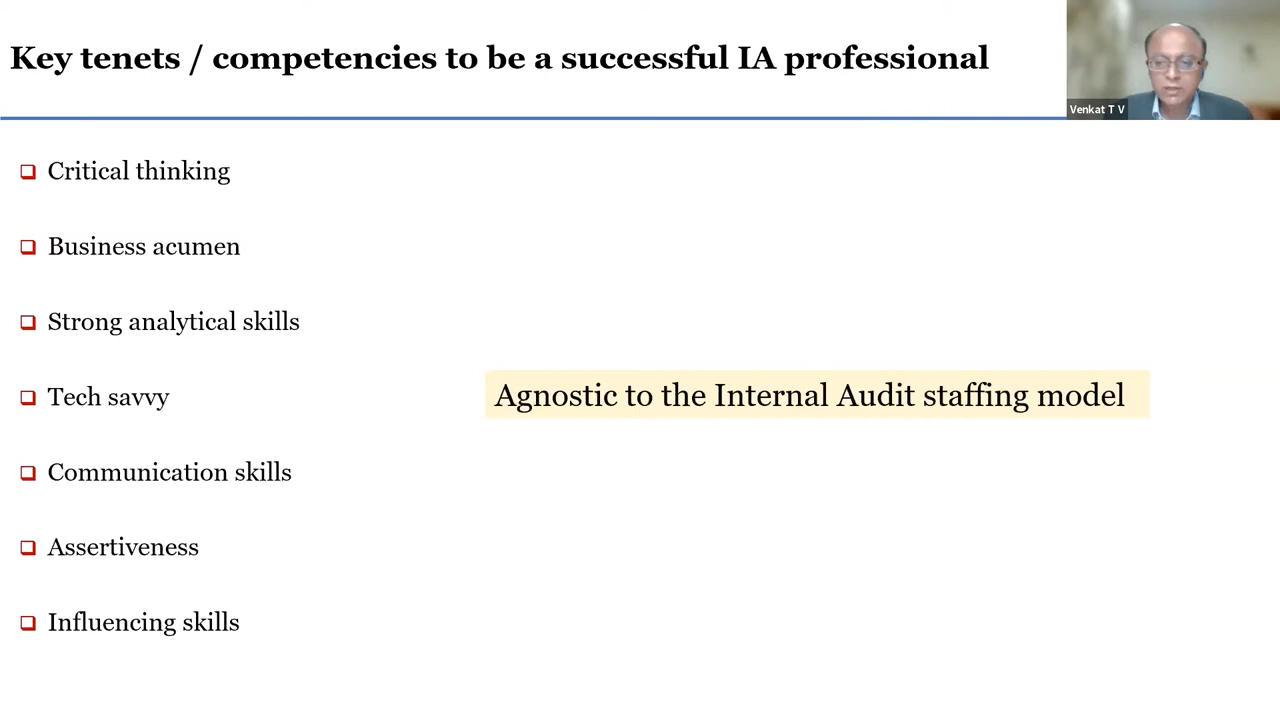 Key tenets / competencies to be a successful IA professional
Venkat T V
Critical thinking
Business acumen
Strong analytical skills
Tech savvy
Agnostic to the Internal Audit staffing model
Communication skills
Assertiveness
Influencing skills